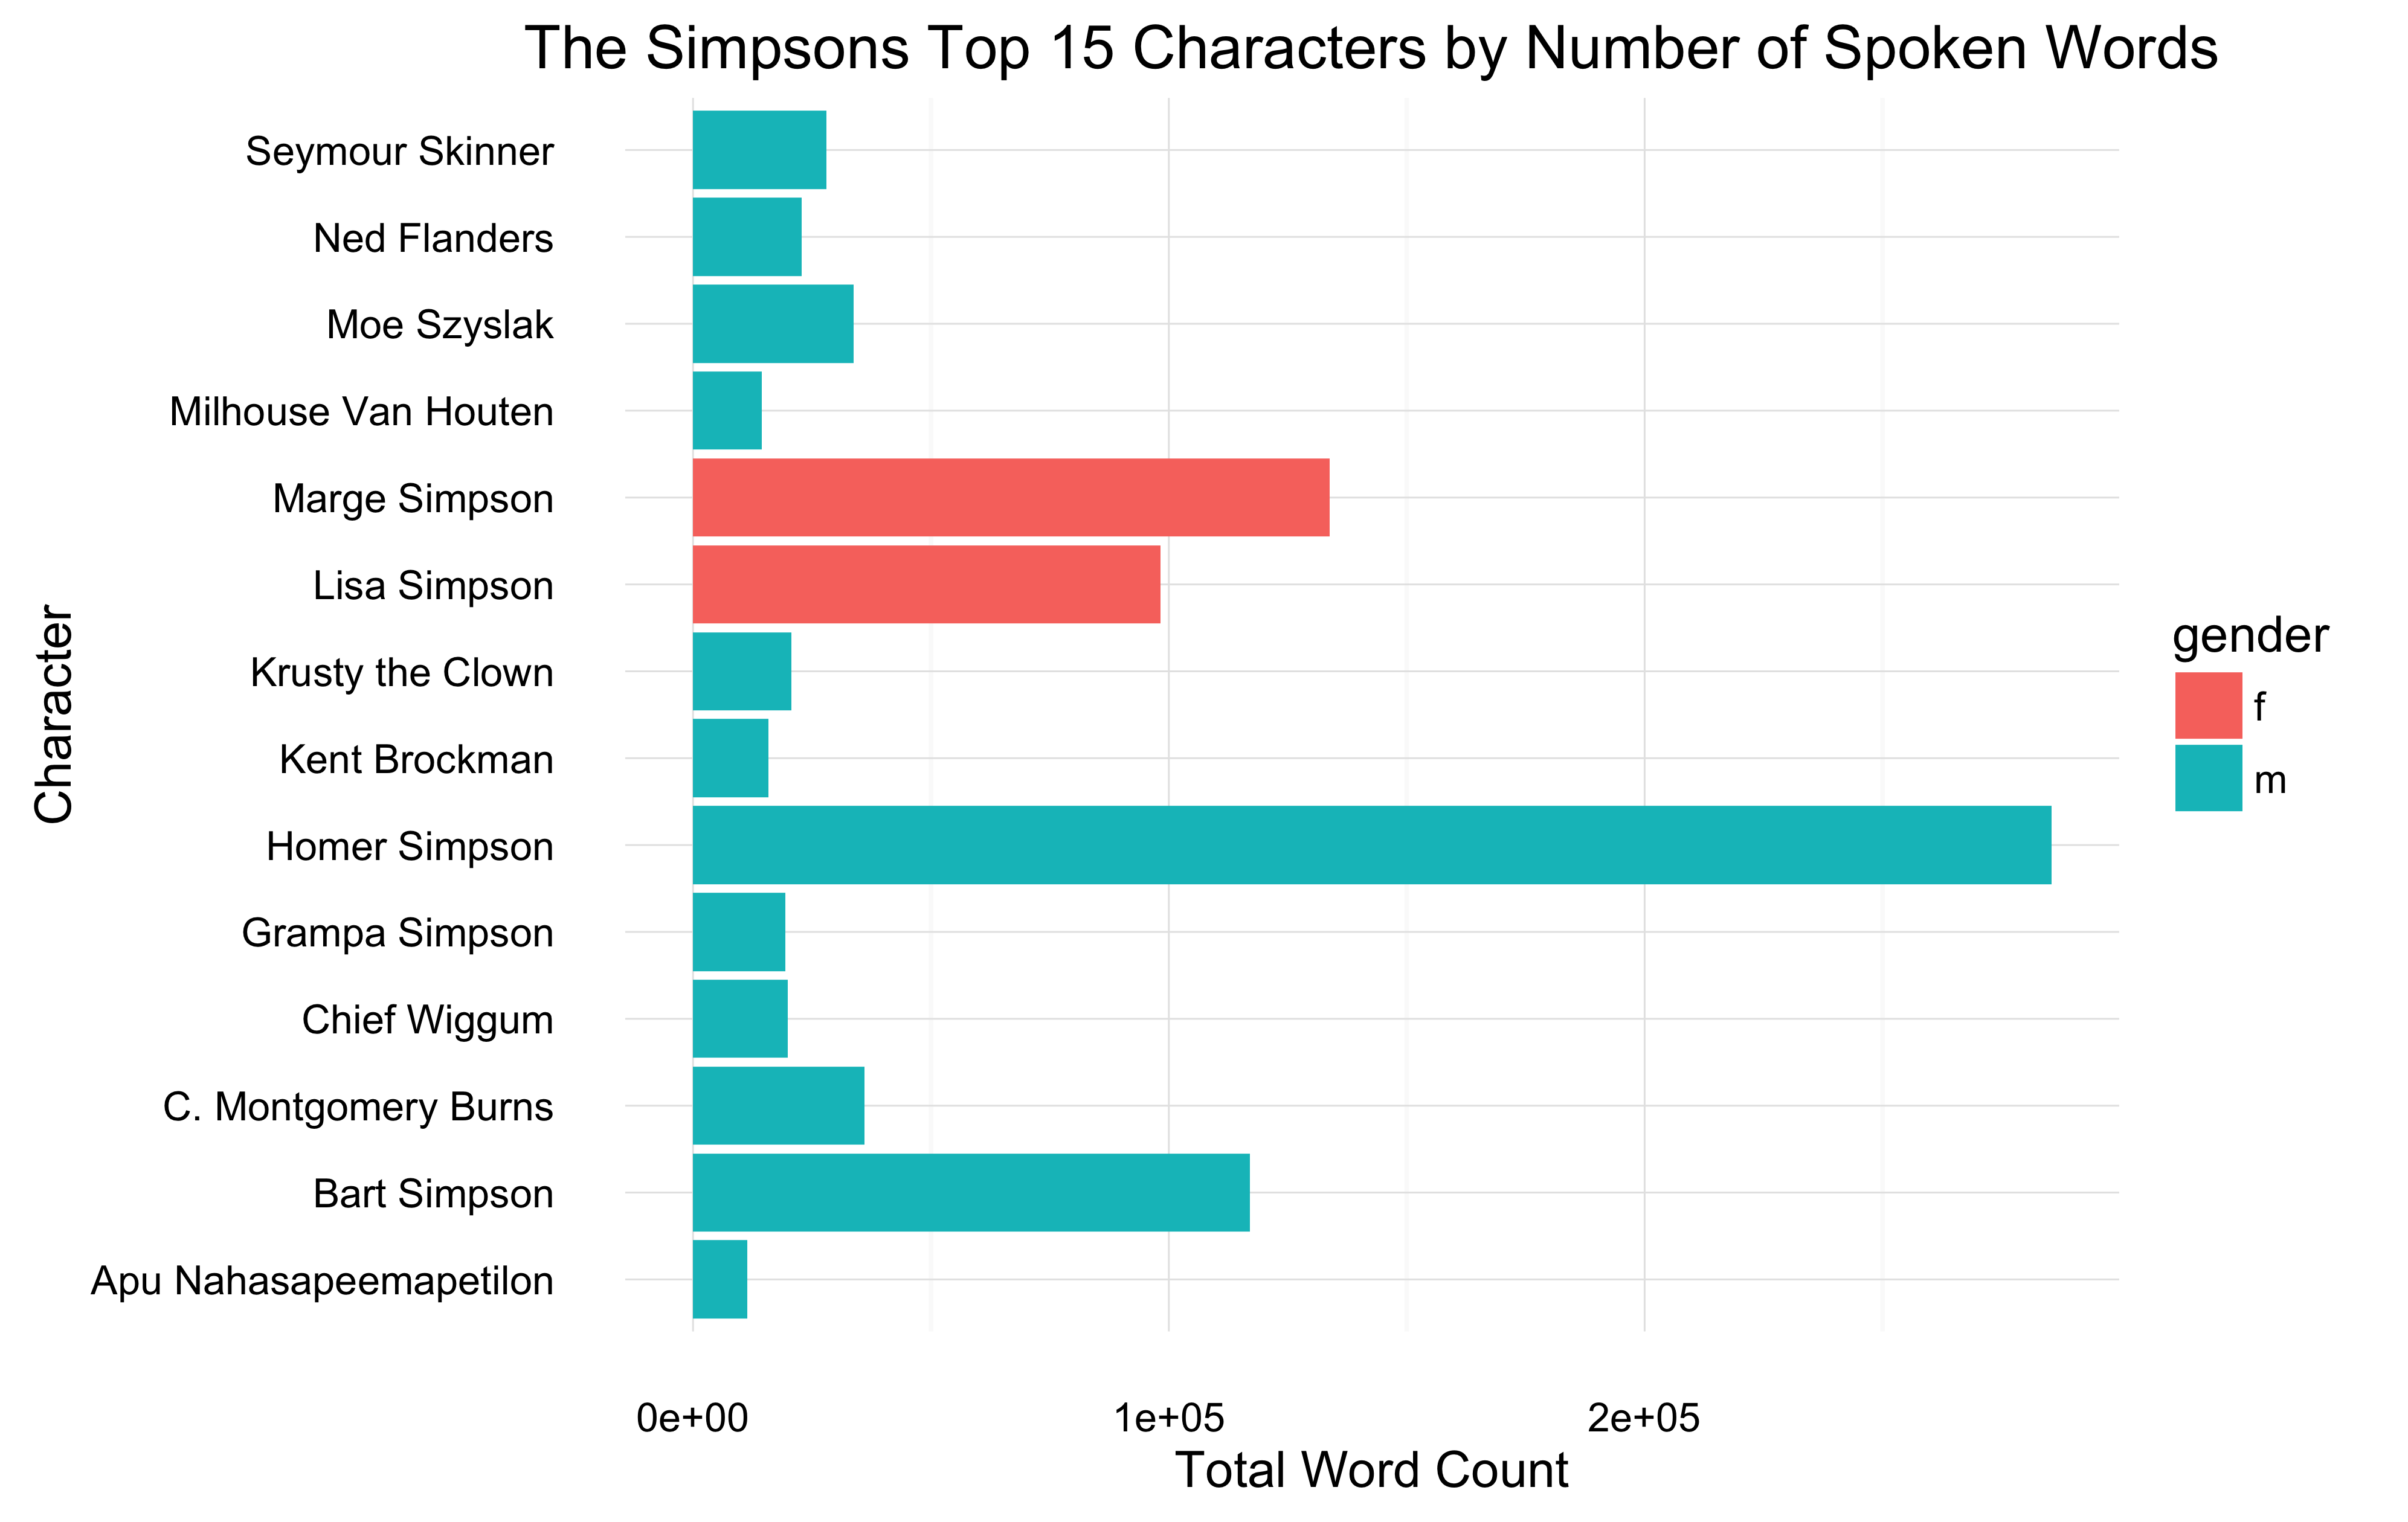 The Simpsons Top 15 Characters by Number of Spoken Words
Seymour Skinner
Ned Flanders
Moe Szyslak
Milhouse Van Houten
Marge Simpson
Lisa Simpson
Krusty the Clown
Kent Brockman
Homer Simpson
Grampa Simpson
Chief Wiggum
C. Montgomery Burns
Bart Simpson
Apu Nahasapeemapetilon
Character
0e+00 1e+05 2e+05
Total Word Count
gender
f
m